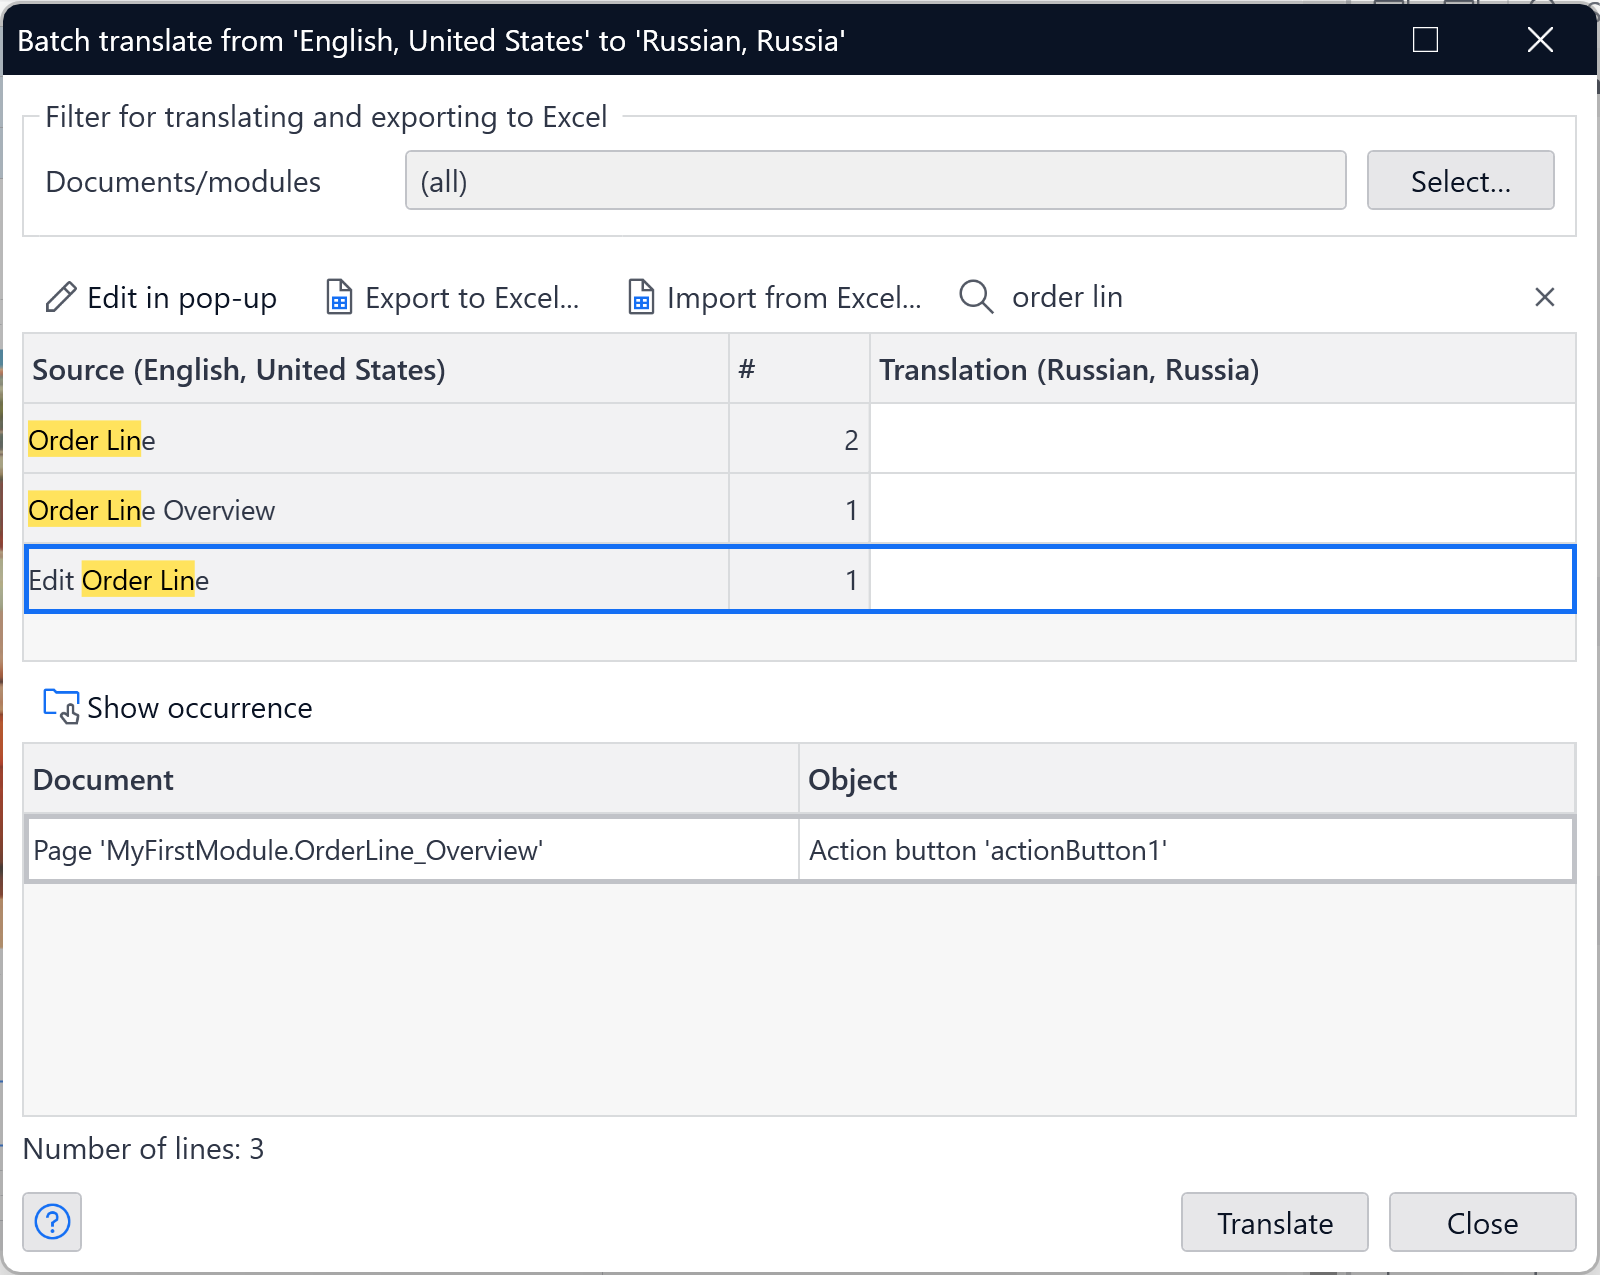 Batch translate from 'English, United States' to 'Russian, Russia'
Filter for translating and exporting to Excel
Documents/modules (all) Select...
Edit in pop-up Export to Excel... Import from Excel... order lin
Source (English, United States) # Translation (Russian, Russia)
Order Line 2
Order Line Overview 1
Edit Order Line 1
Show occurrence
Document Object
Page 'MyFirstModule.OrderLine_Overview' Action button 'actionButton1'
Number of lines: 3
? Translate Close